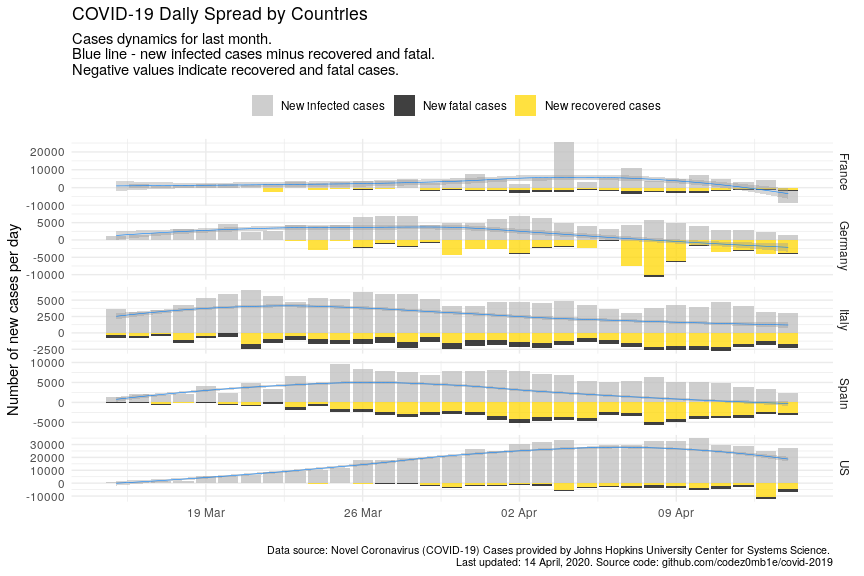 COVID-19 Daily Spread by Countries
Cases dynamics for last month.
Blue line - new infected cases minus recovered and fatal.
Negative values indicate recovered and fatal cases.
New infected cases New fatal cases New recovered cases
Number of new cases per day
20000
10000
0
-10000
France
5000
0
-5000
-10000
Germany
5000
2500
0
-2500
Italy
10000
5000
0
-5000
Spain
30000
20000
10000
0
-10000
US
19 Mar 26 Mar 02 Apr 09 Apr
Data source: Novel Coronavirus (COVID-19) Cases provided by Johns Hopkins University Center for Systems Science.
Last updated: 14 April, 2020. Source code: github.com/codez0mb1e/covid-2019